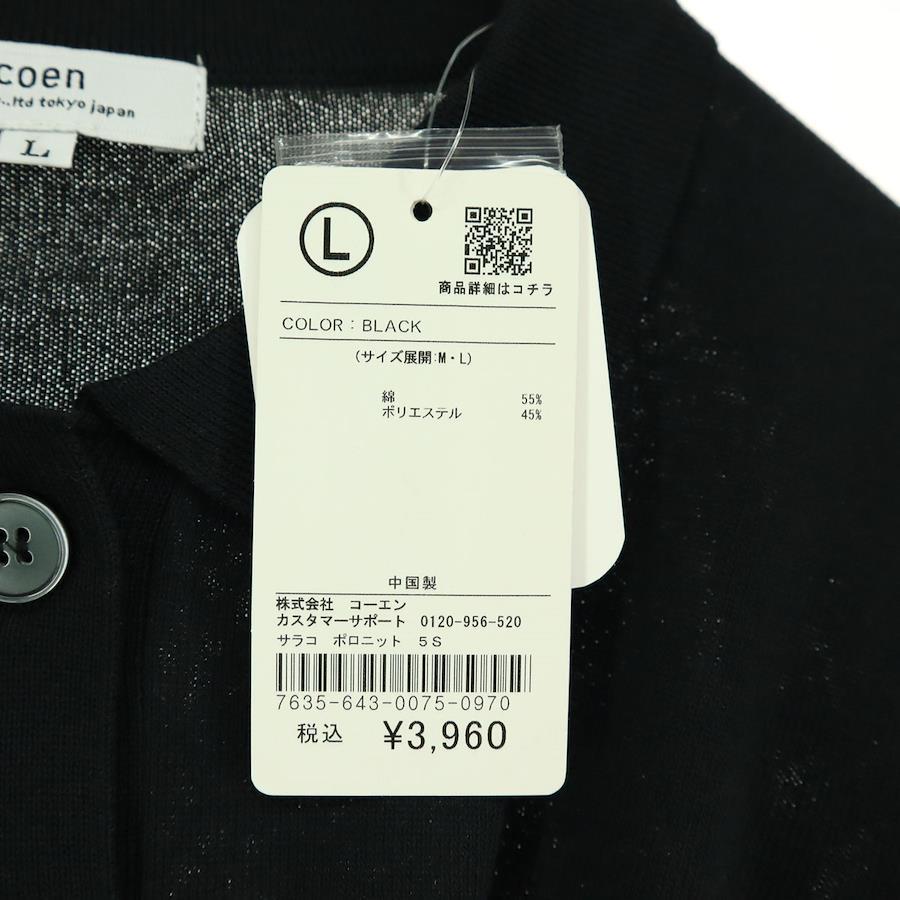 coen
.,ltd tokyo japan
L
L
商品詳細はコチラ
COLOR：BLACK
(サイズ展開:M・L)
綿 55%
ポリエステル 45%
中国製
株式会社 コーエン
カスタマーサポート 0120-956-520
サラコ ポロニット 5S
7635-643-0075-0970
税込 ¥3,960